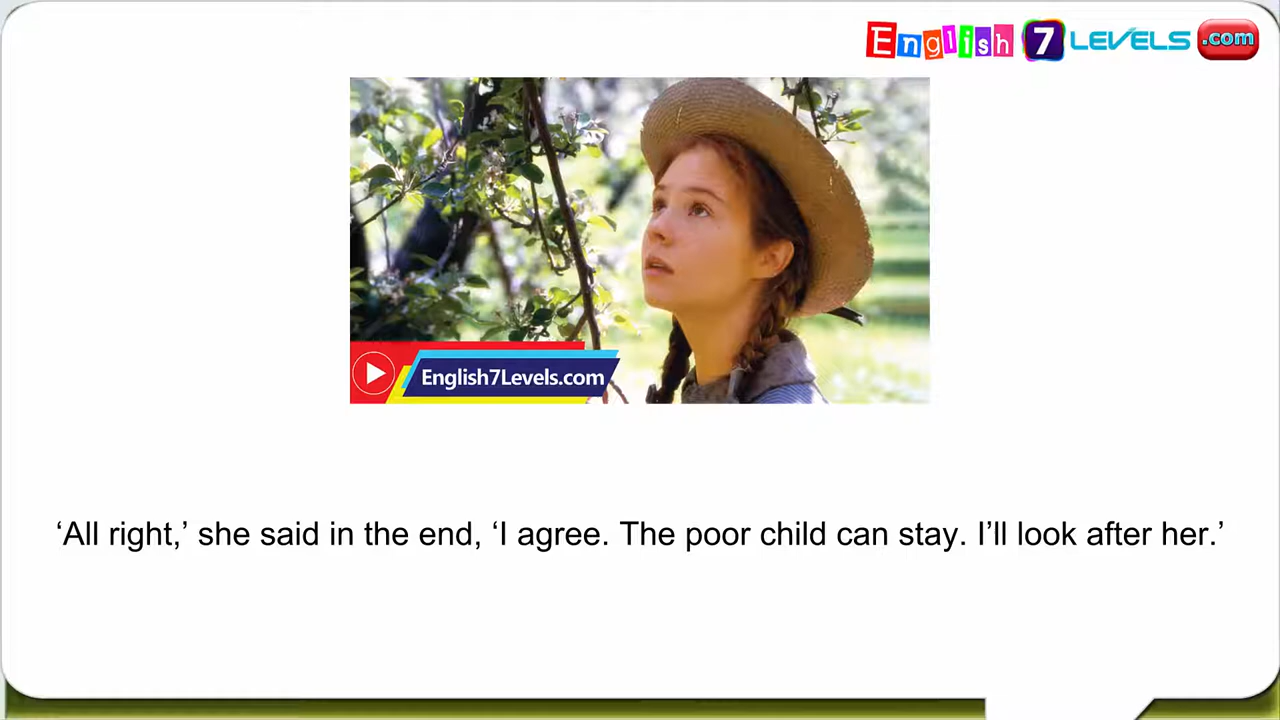 English 7 LEVELS .com
English7Levels.com
‘All right,’ she said in the end, ‘I agree. The poor child can stay. I’ll look after her.’